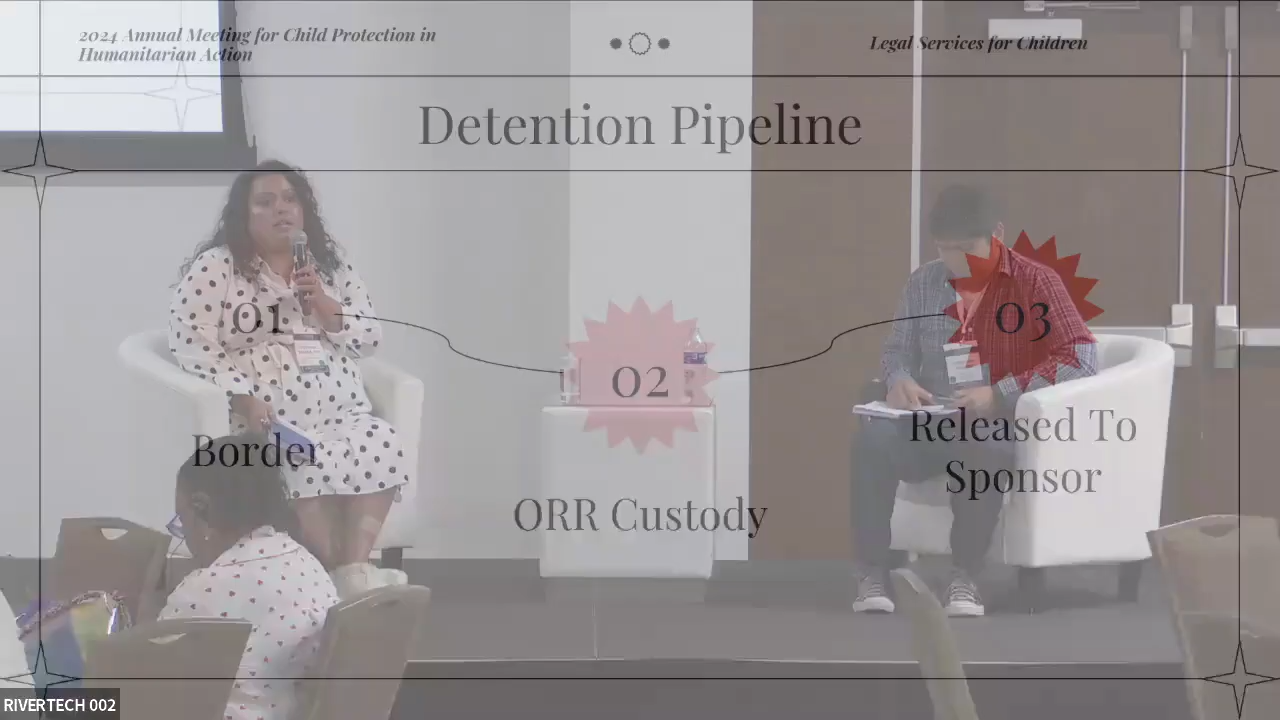 2024 Annual Meeting for Child Protection in
Humanitarian Action
Legal Services for Children
Detention Pipeline
01
02
03
Border
ORR Custody
Released To
Sponsor
RIVERTECH 002